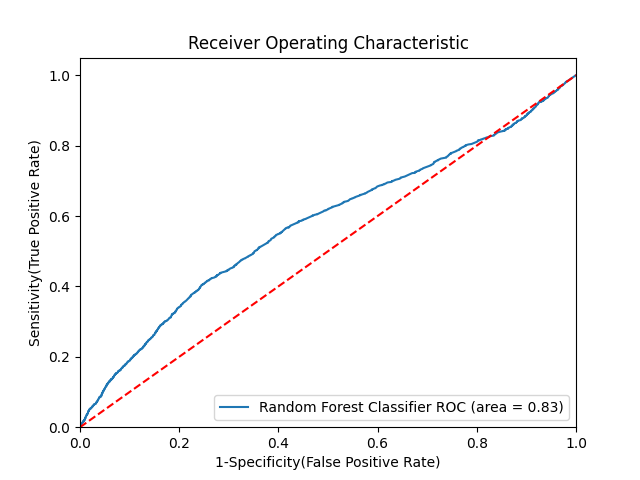 Receiver Operating Characteristic
Sensitivity(True Positive Rate)
1.0
0.8
0.6
0.4
0.2
0.0
Random Forest Classifier ROC (area = 0.83)
0.0 0.2 0.4 0.6 0.8 1.0
1-Specificity(False Positive Rate)